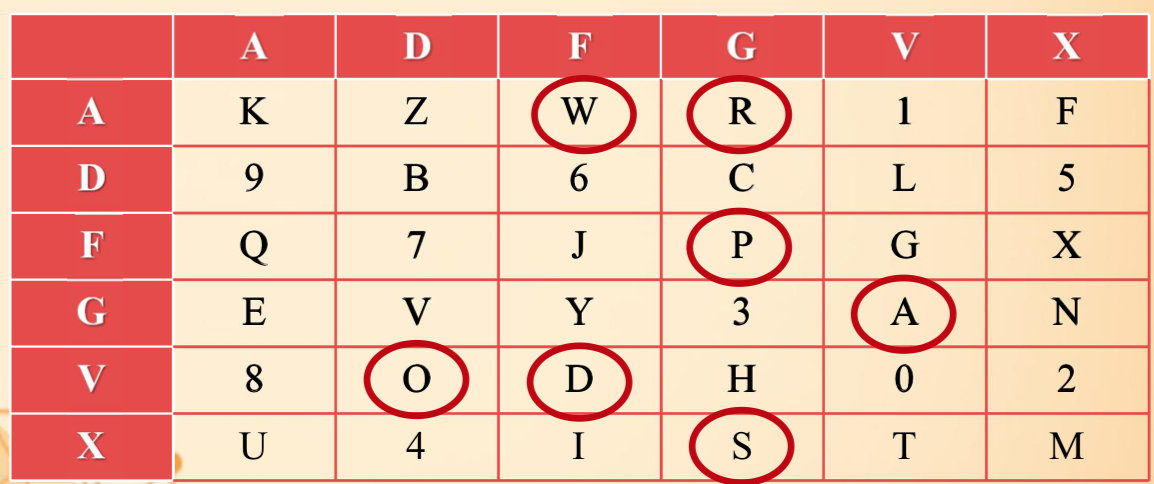 A D F G V X
A K Z W R 1 F
D 9 B 6 C L 5
F Q 7 J P G X
G E V Y 3 A N
V 8 O D H 0 2
X U 4 I S T M